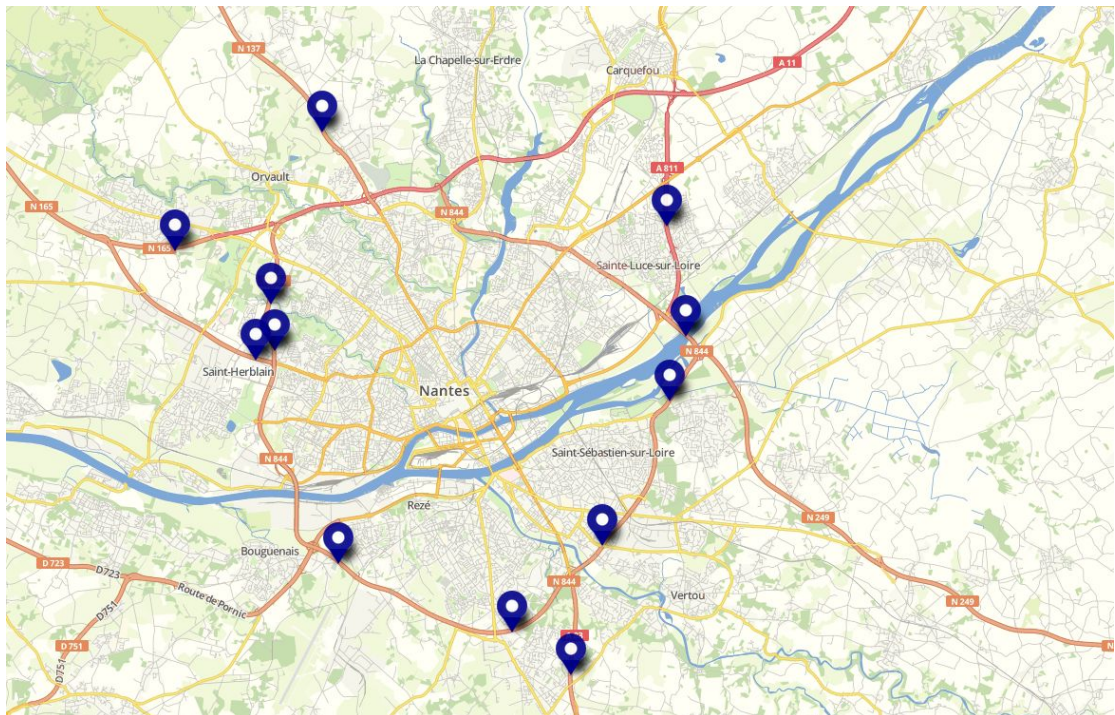 N 137
La Chapelle-sur-Erdre
Carquefou
A 11
A 811
Orvault
N 165
N 844
N 165
Sainte-Luce-sur-Loire
N 844
Saint-Herblain
Nantes
N 844
Saint-Sébastien-sur-Loire
Rezé
N 249
Bouguenais
D 723
D723
N 844
Route de Pornic
Vertou
D751
N 249
D 751
D751